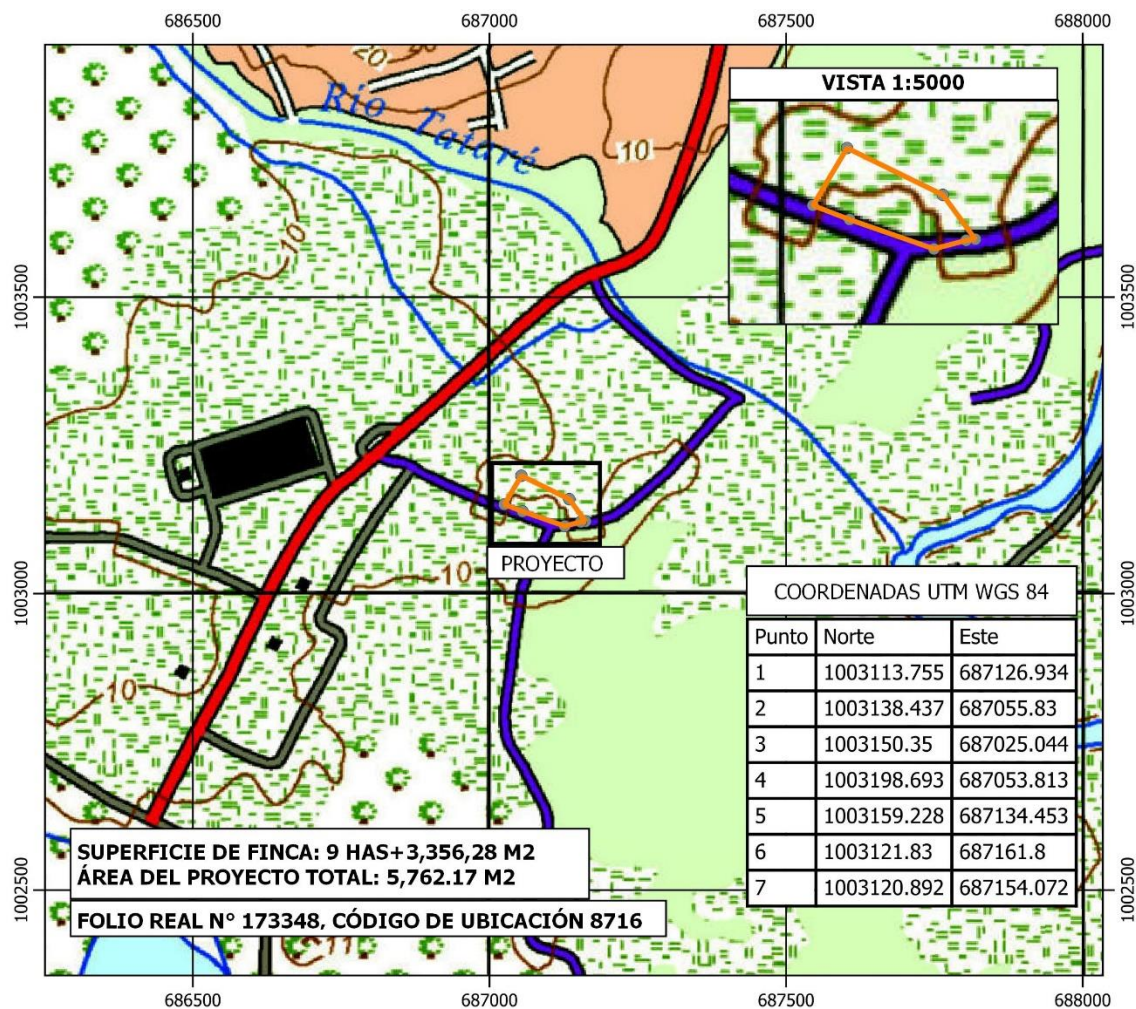 686500 687000 687500 688000
20
Río Tataré
10
VISTA 1:5000
10
1003500 1003500
PROYECTO
10
1003000 1003000
COORDENADAS UTM WGS 84
Punto Norte Este
1 1003113.755 687126.934
2 1003138.437 687055.83
3 1003150.35 687025.044
4 1003198.693 687053.813
5 1003159.228 687134.453
6 1003121.83 687161.8
7 1003120.892 687154.072
10
SUPERFICIE DE FINCA: 9 HAS+3,356,28 M2
ÁREA DEL PROYECTO TOTAL: 5,762.17 M2
1002500 1002500
FOLIO REAL N° 173348, CÓDIGO DE UBICACIÓN 8716
686500 687000 687500 688000